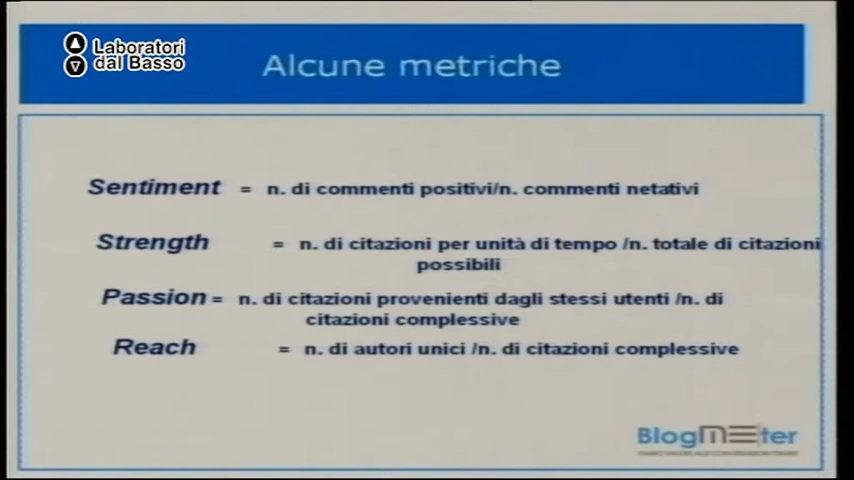 Laboratori
dal Basso
Alcune metriche
Sentiment = n. di commenti positivi/n. commenti netativi
Strength = n. di citazioni per unità di tempo /n. totale di citazioni
possibili
Passion = n. di citazioni provenienti dagli stessi utenti /n. di
citazioni complessive
Reach = n. di autori unici /n. di citazioni complessive
BlogMeter